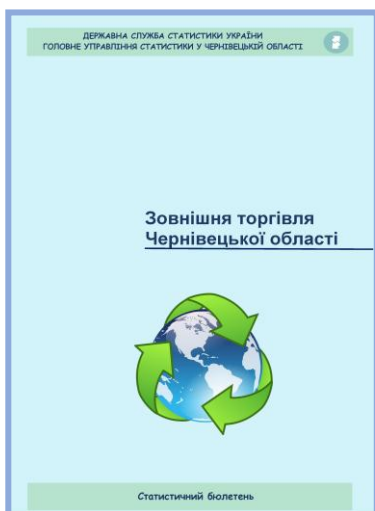 ДЕРЖАВНА СЛУЖБА СТАТИСТИКИ УКРАЇНИ
ГОЛОВНЕ УПРАВЛІННЯ СТАТИСТИКИ У ЧЕРНІВЕЦЬКІЙ ОБЛАСТІ
Зовнішня торгівля
Чернівецької області
Статистичний бюлетень